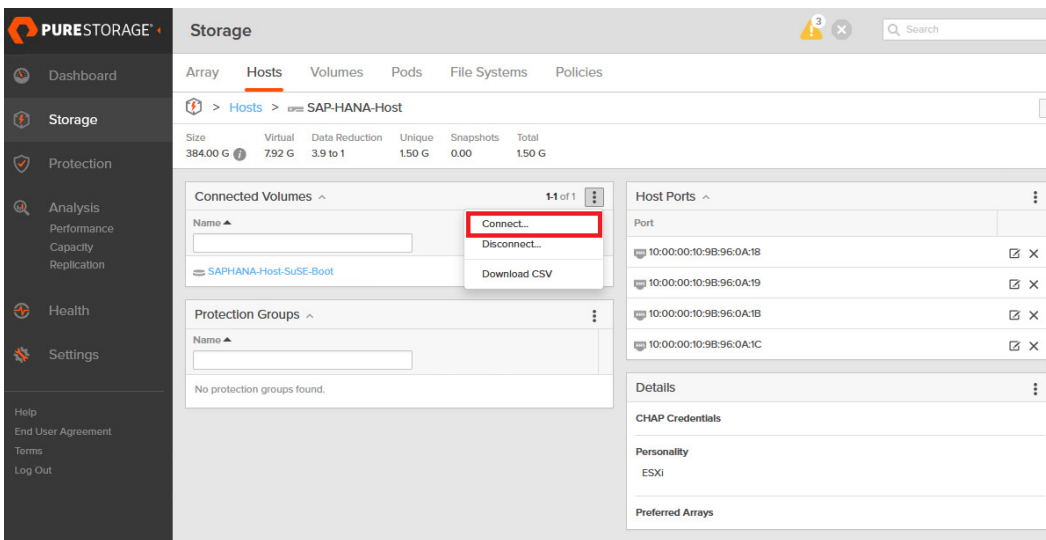 PURESTORAGE®
Dashboard
Storage
Protection
Analysis
Performance
Capacity
Replication
Health
Settings
Help
End User Agreement
Terms
Log Out
Storage
3
Search
Array Hosts Volumes Pods File Systems Policies
> Hosts > SAP-HANA-Host
Size Virtual Data Reduction Unique Snapshots Total
384.00 G 7.92 G 3.9 to 1 1.50 G 0.00 1.50 G
Connected Volumes 1-1 of 1
Name
Connect...
Disconnect...
Download CSV
SAPHANA-Host-SuSE-Boot
Protection Groups
Name
No protection groups found.
Host Ports
Port
10:00:00:10:9B:96:0A:18
10:00:00:10:9B:96:0A:19
10:00:00:10:9B:96:0A:1B
10:00:00:10:9B:96:0A:1C
Details
CHAP Credentials
Personality
ESXi
Preferred Arrays